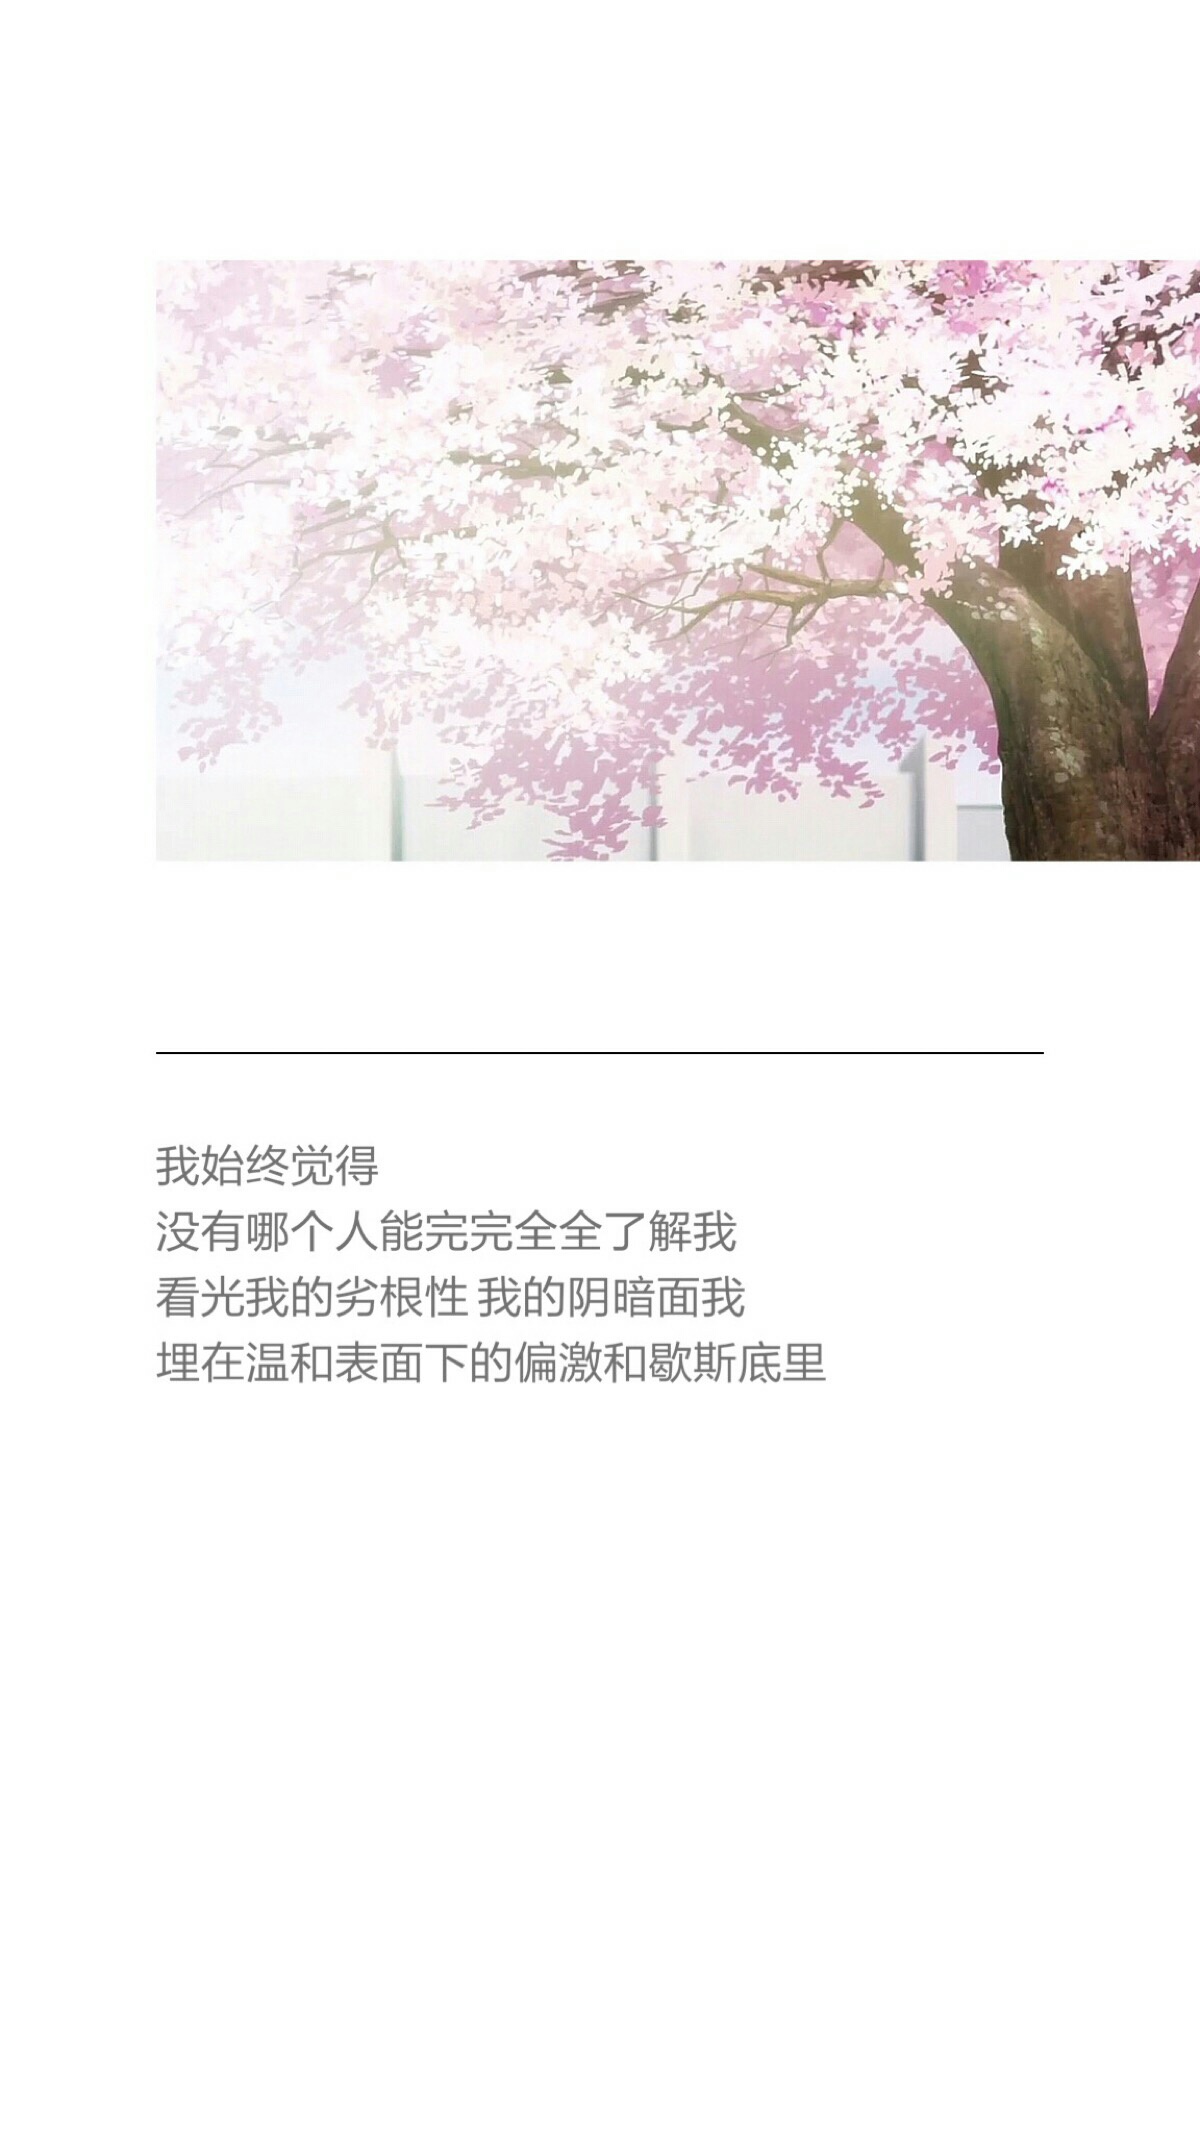 我始终觉得
没有哪个人能完完全全了解我
看光我的劣根性 我的阴暗面我
埋在温和表面下的偏激和歇斯底里